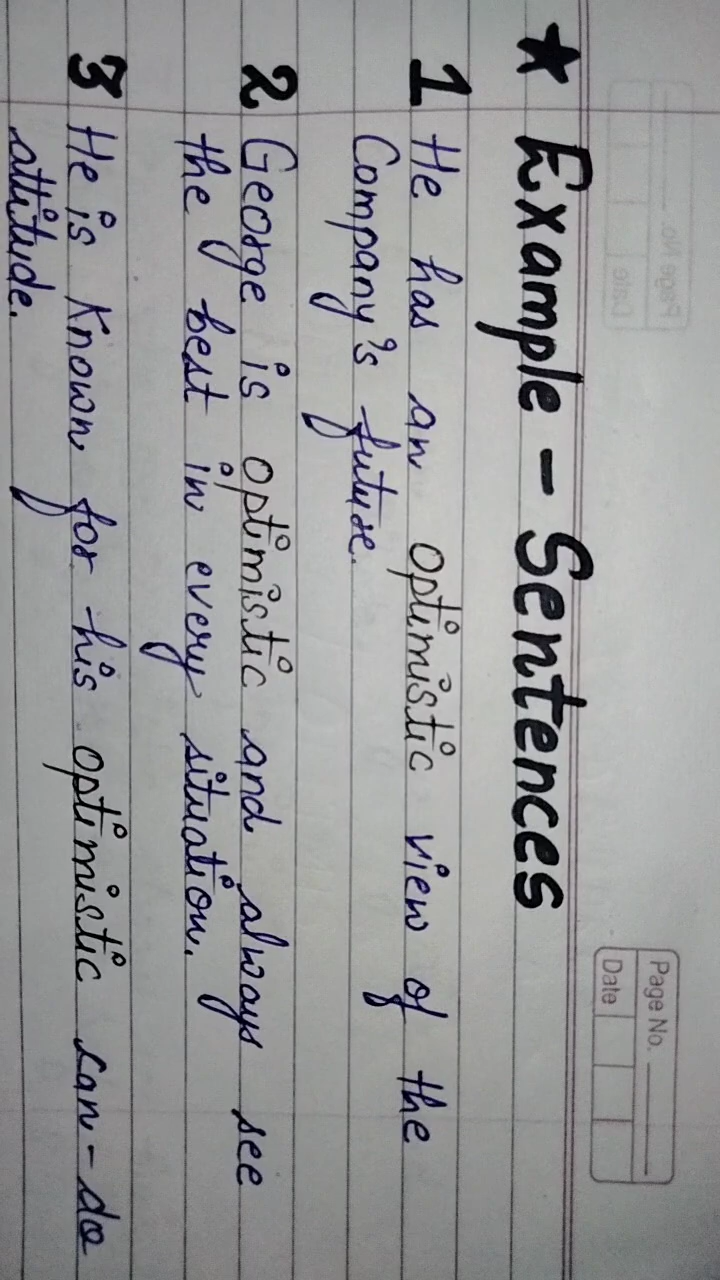 Page No.
Date
★ Example - Sentences
1 He has an optimistic view of the
Company's future.
2 George is optimistic and always see
the best in every situation.
3 He is Known for his optimistic can-do
attitude.